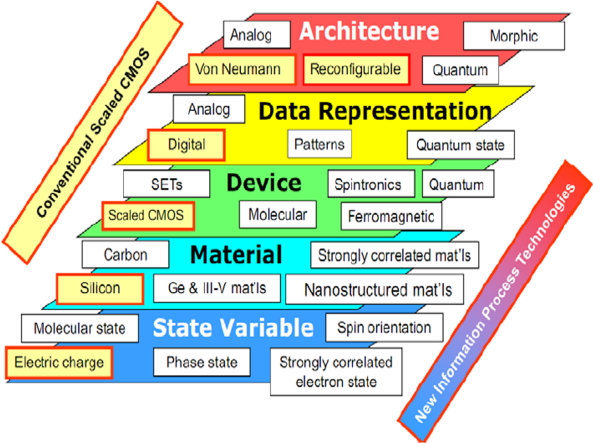 Conventional Scaled CMOS
Analog
Architecture
Morphic
Von Neumann
Reconfigurable
Quantum
Analog
Data Representation
Digital
Patterns
Quantum state
SETs
Device
Spintronics
Quantum
Scaled CMOS
Molecular
Ferromagnetic
Carbon
Material
Strongly correlated mat'ls
Silicon
Ge & III-V mat'ls
Nanostructured mat'ls
Molecular state
State Variable
Spin orientation
Electric charge
Phase state
Strongly correlated
electron state
New Information Process Technologies